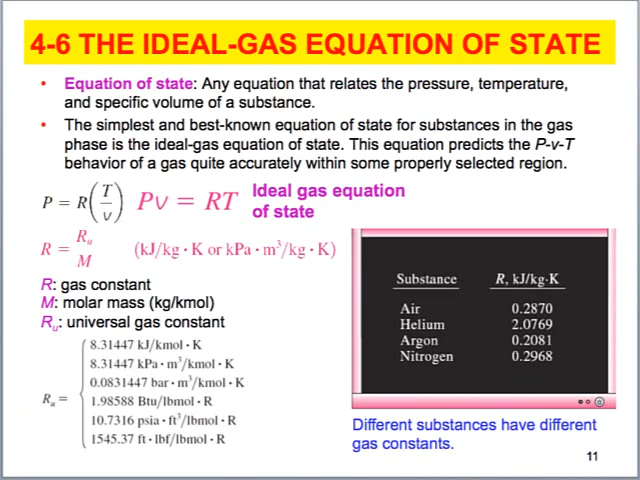 4-6 THE IDEAL-GAS EQUATION OF STATE
• Equation of state: Any equation that relates the pressure, temperature,
and specific volume of a substance.
• The simplest and best-known equation of state for substances in the gas
phase is the ideal-gas equation of state. This equation predicts the P-v-T
behavior of a gas quite accurately within some properly selected region.
P = R(T/v) Pv = RT
Ideal gas equation
of state
R = Rᵤ/M (kJ/kg · K or kPa · m³/kg · K)
R: gas constant
M: molar mass (kg/kmol)
Rᵤ: universal gas constant
Rᵤ =
8.31447 kJ/kmol · K
8.31447 kPa · m³/kmol · K
0.0831447 bar · m³/kmol · K
1.98588 Btu/lbmol · R
10.7316 psia · ft³/lbmol · R
1545.37 ft · lbf/lbmol · R
Substance R, kJ/kg·K
Air 0.2870
Helium 2.0769
Argon 0.2081
Nitrogen 0.2968
Different substances have different
gas constants.
11